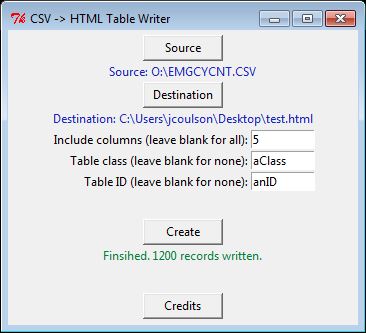 CSV -> HTML Table Writer
Source
Source: O:\EMGCYCNT.CSV
Destination
Destination: C:\Users\jcoulson\Desktop\test.html
Include columns (leave blank for all): 5
Table class (leave blank for none): aClass
Table ID (leave blank for none): anID
Create
Finsihed. 1200 records written.
Credits